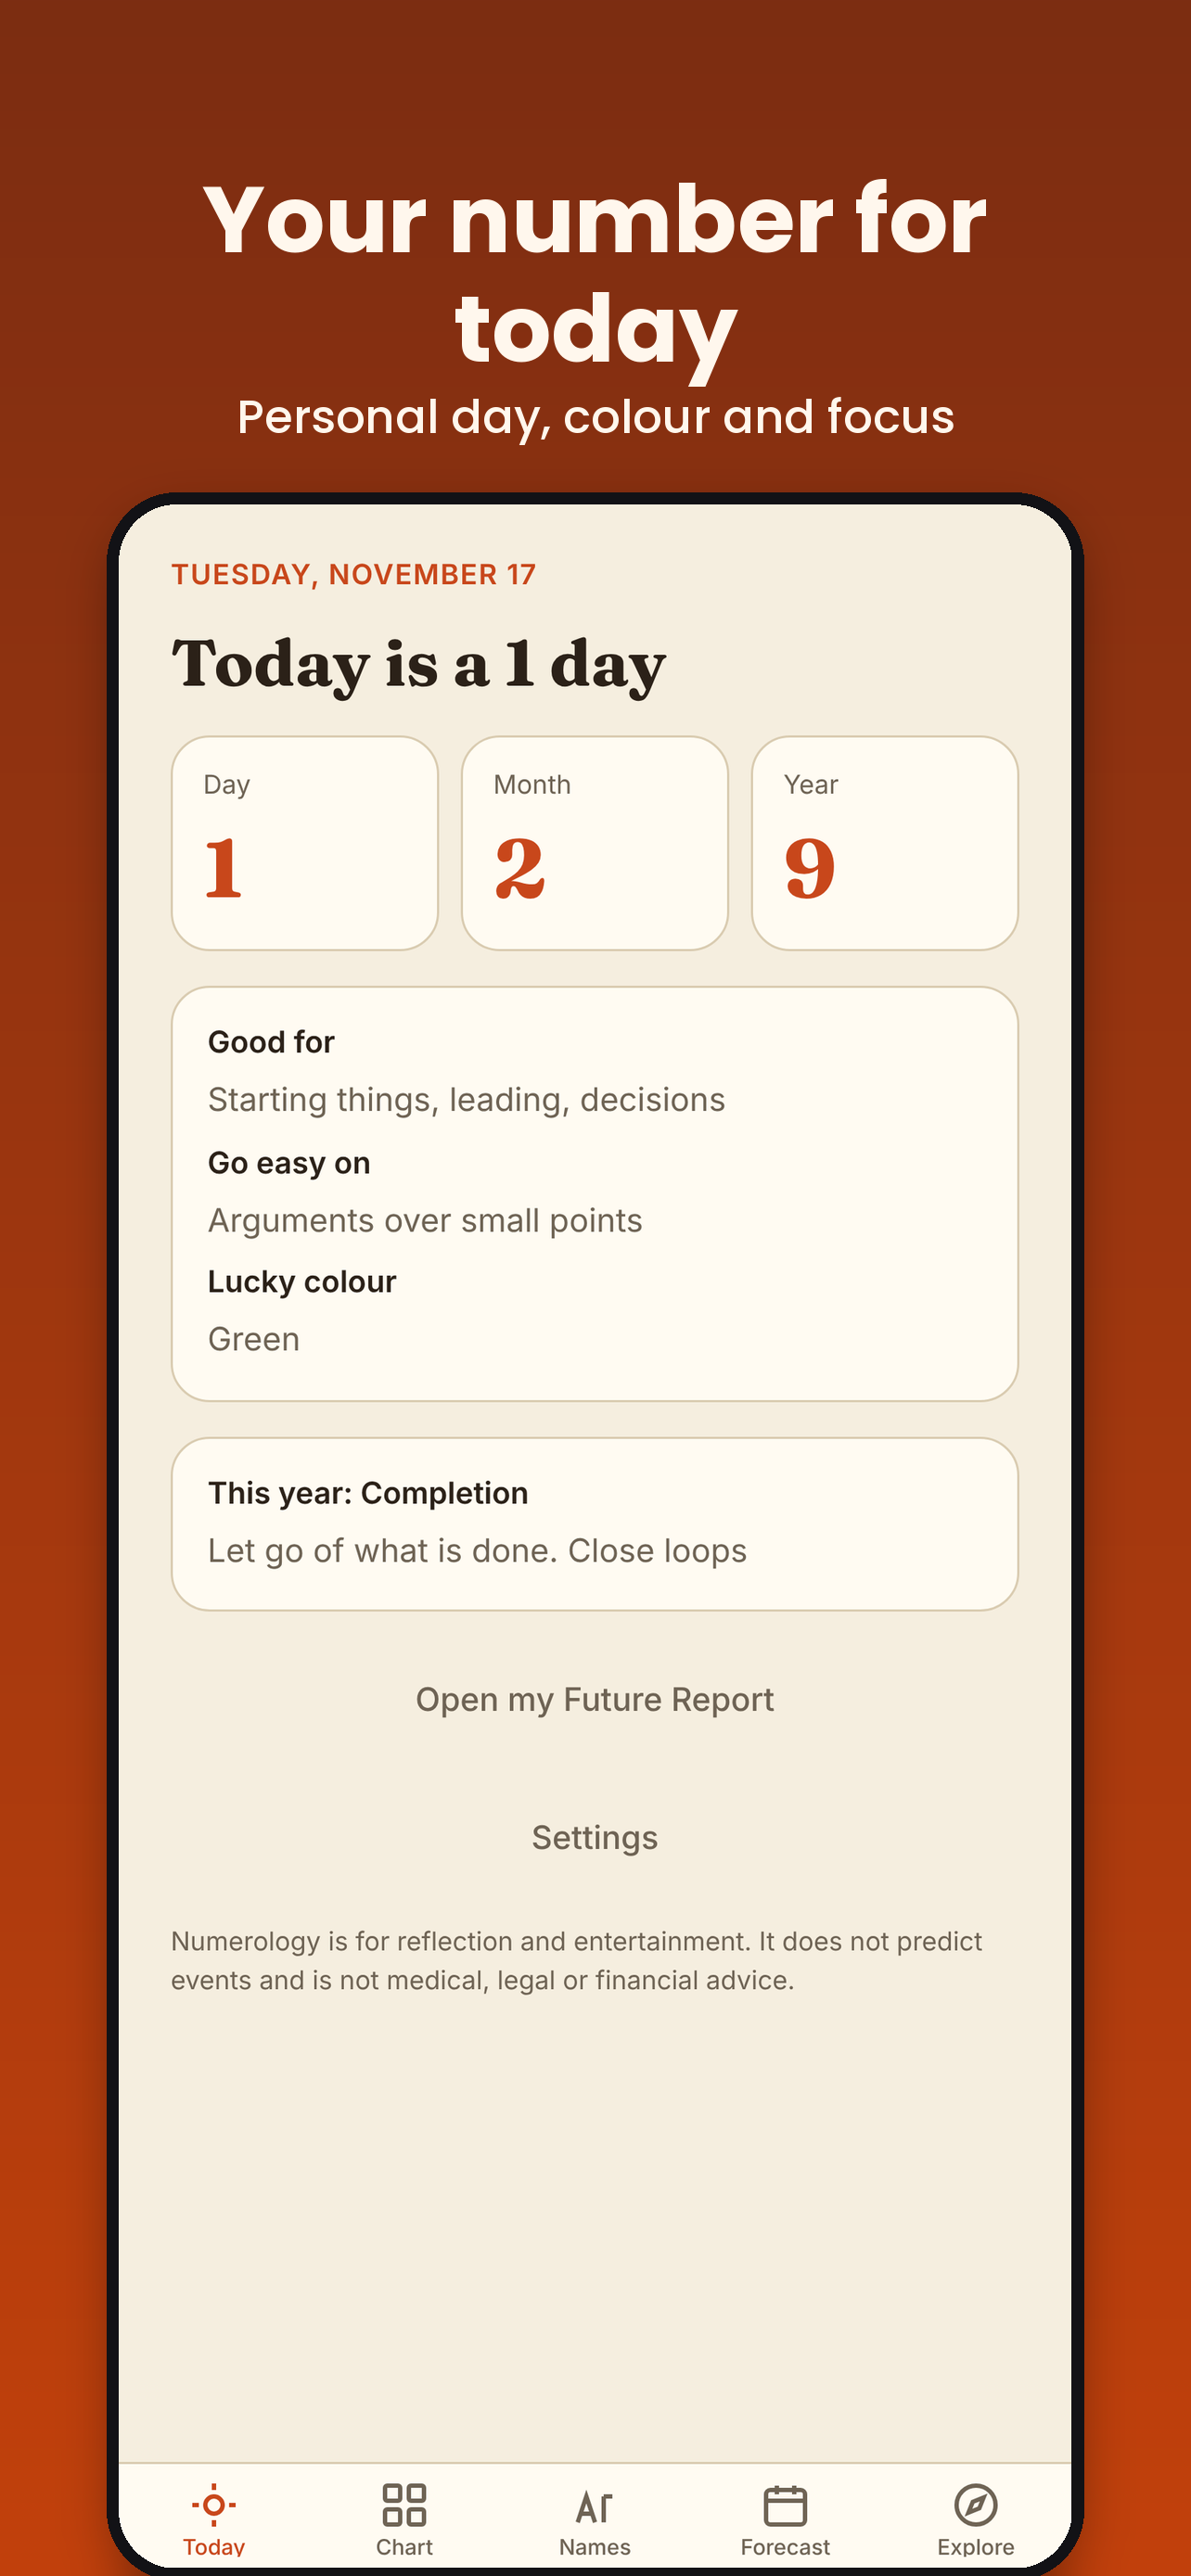 Your number for
today
Personal day, colour and focus
TUESDAY, NOVEMBER 17
Today is a 1 day
Day
Month
Year
1
2
9
Good for
Starting things, leading, decisions
Go easy on
Arguments over small points
Lucky colour
Green
This year: Completion
Let go of what is done. Close loops
Open my Future Report
Settings
Numerology is for reflection and entertainment. It does not predict
events and is not medical, legal or financial advice.
Today
Chart
Names
Forecast
Explore